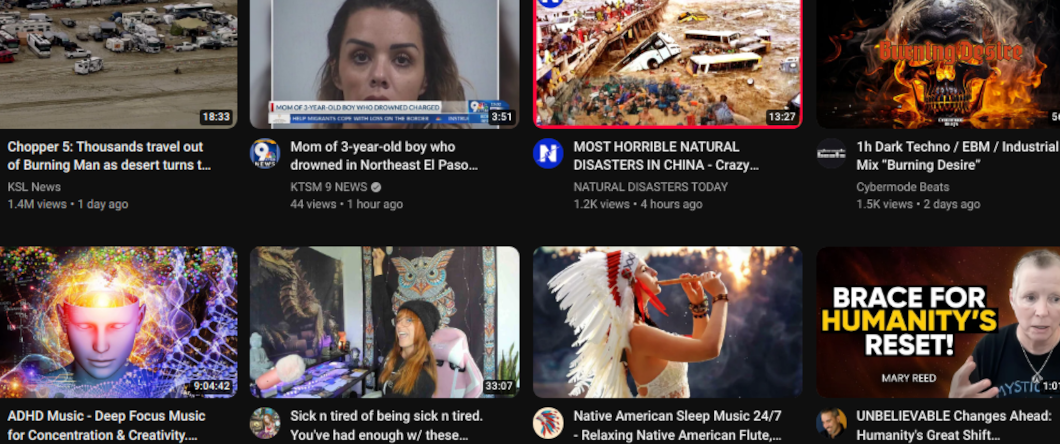 Burning Desire
18:33
MOM OF 3-YEAR-OLD BOY WHO DROWNED CHARGED
HELP MIGRANTS COPE WITH LOSS ON THE BORDER
9
3:51
13:27
CYBERMODE BEATS
Chopper 5: Thousands travel out
of Burning Man as desert turns t...
KSL News
1.4M views • 1 day ago
9 NEWS
Mom of 3-year-old boy who
drowned in Northeast El Paso...
KTSM 9 NEWS
44 views • 1 hour ago
N
MOST HORRIBLE NATURAL
DISASTERS IN CHINA - Crazy...
NATURAL DISASTERS TODAY
1.2K views • 4 hours ago
1h Dark Techno / EBM / Industrial
Mix “Burning Desire”
Cybermode Beats
1.5K views • 2 days ago
9:04:42
33:07
BRACE FOR
HUMANITY'S
RESET!
MARY REED
MYSTIC
1:01
ADHD Music - Deep Focus Music
for Concentration & Creativity....
Sick n tired of being sick n tired.
You've had enough w/ these...
Native American Sleep Music 24/7
- Relaxing Native American Flute,...
UNBELIEVABLE Changes Ahead:
Humanity's Great Shift...